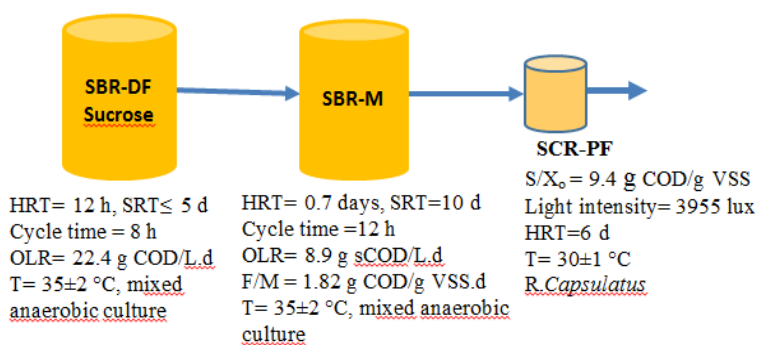 SBR-DF
Sucrose
SBR-M
SCR-PF
HRT= 12 h, SRT≤ 5 d
Cycle time = 8 h
OLR= 22.4 g COD/L.d
T= 35±2 °C, mixed
anaerobic culture
HRT= 0.7 days, SRT=10 d
Cycle time =12 h
OLR= 8.9 g sCOD/L.d
F/M = 1.82 g COD/g VSS.d
T= 35±2 °C, mixed anaerobic
culture
S/Xₒ = 9.4 g COD/g VSS
Light intensity= 3955 lux
HRT=6 d
T= 30±1 °C
R.Capsulatus